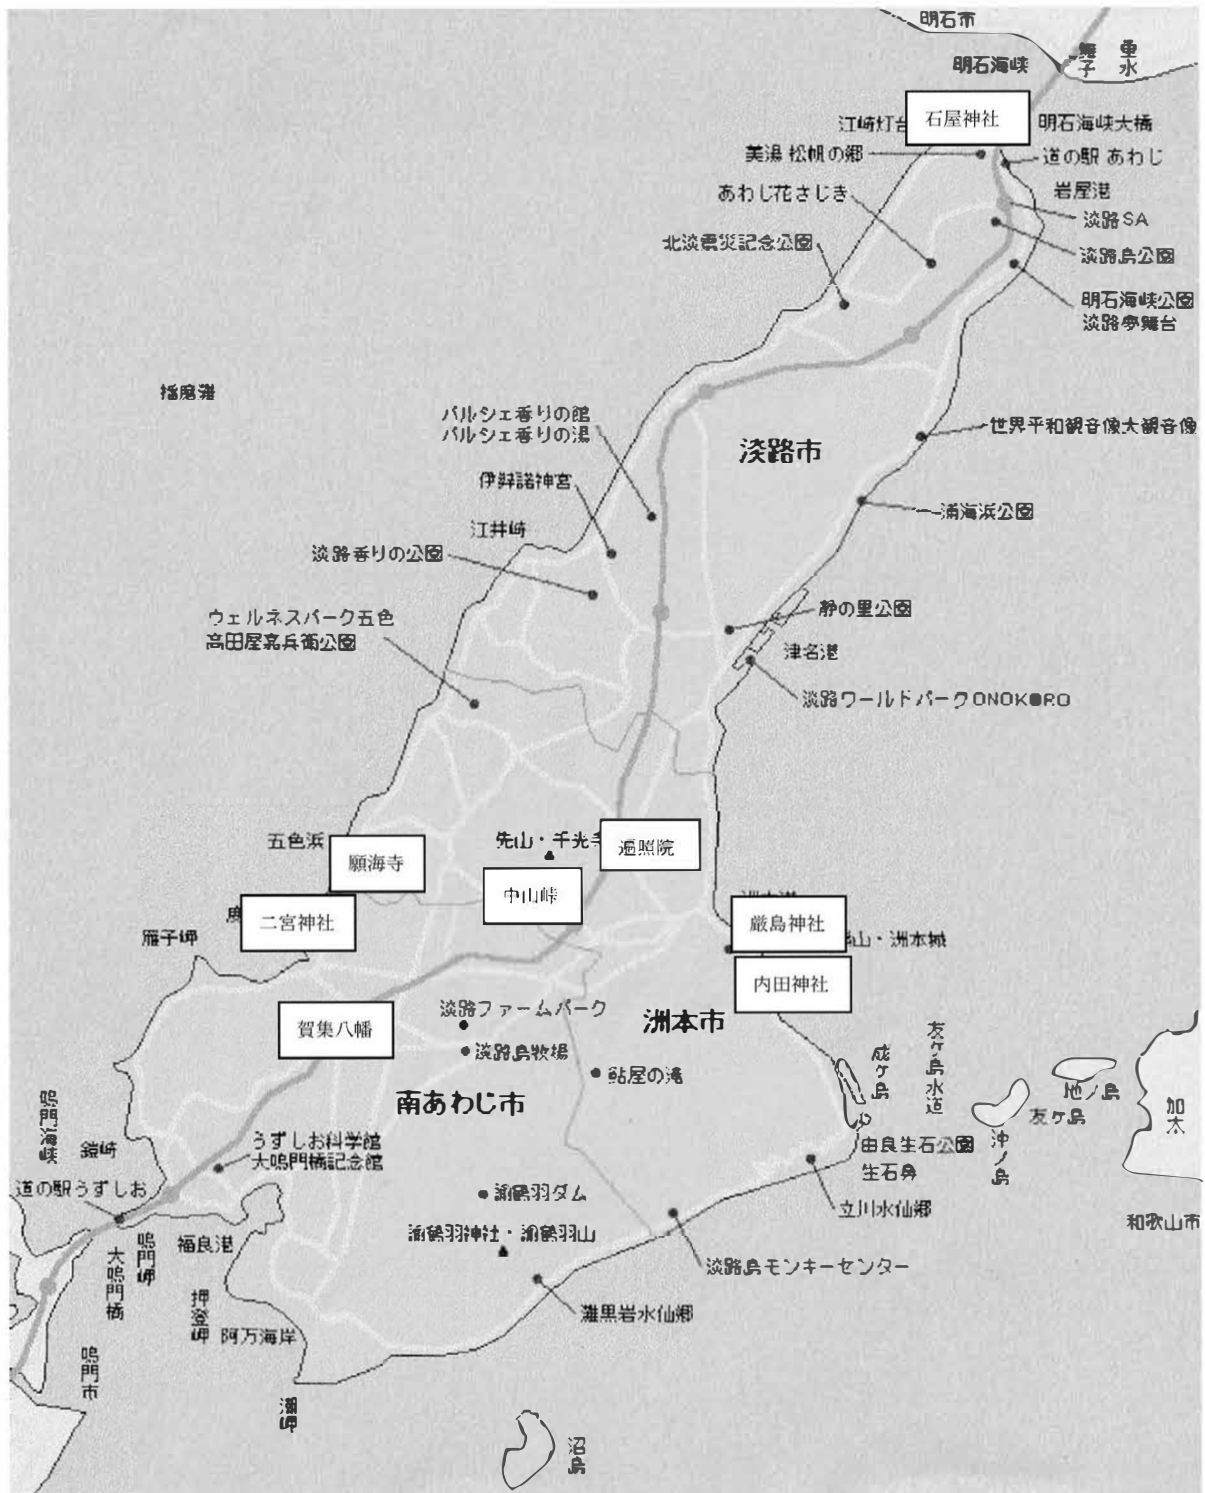 明石市
明石海峡
舞子
垂水
江崎灯台
石屋神社
明石海峡大橋
美湯 松帆の郷
道の駅 あわじ
あわじ花さじき
岩屋港
淡路SA
北淡震災記念公園
淡路島公園
明石海峡公園
淡路夢舞台
播磨灘
パルシェ香りの館
パルシェ香りの湯
世界平和観音像大観音像
淡路市
伊弉諾神宮
浦海浜公園
江井崎
淡路香りの公園
静の里公園
ウェルネスパーク五色
高田屋嘉兵衛公園
津名港
淡路ワールドパークONOKORO
五色浜
先山・千光寺
遍照院
願海寺
中山峠
二宮神社
厳島神社
雁子岬
山・洲本城
内田神社
賀集八幡
淡路ファームパーク
洲本市
淡路島牧場
鮎屋の滝
成ヶ島
友ヶ島水道
地ノ島
友ヶ島
沖ノ島
加太
南あわじ市
鳴門海峡
鎧崎
うずしお科学館
大鳴門橋記念館
由良生石公園
生石鼻
道の駅うずしお
諭鶴羽ダム
立川水仙郷
和歌山市
大鳴門橋
鳴門岬
福良港
諭鶴羽神社・諭鶴羽山
淡路島モンキーセンター
押登岬
阿万海岸
灘黒岩水仙郷
鳴門市
潮岬
沼島